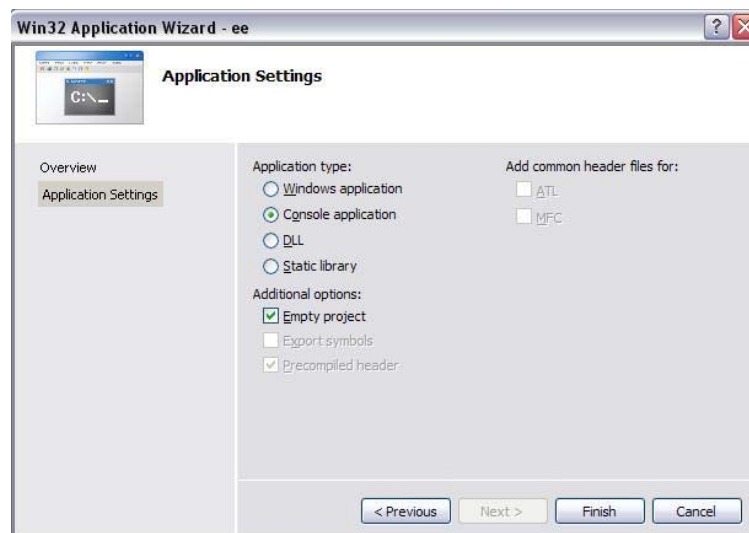 Win32 Application Wizard - ee
C:\_
Application Settings
Overview
Application Settings
Application type:
Windows application
Console application
DLL
Static library
Additional options:
Empty project
Export symbols
Precompiled header
Add common header files for:
ATL
MFC
< Previous
Next >
Finish
Cancel